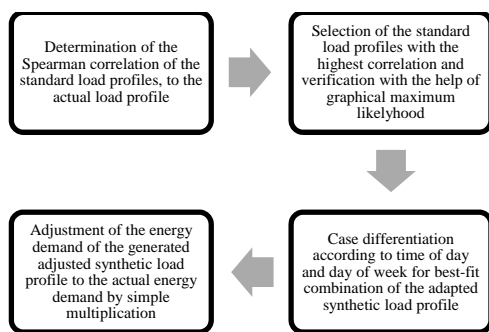 Determination of the
Spearman correlation of the
standard load profiles, to the
actual load profile
Selection of the standard
load profiles with the
highest correlation and
verification with the help of
graphical maximum
likelyhood
Case differentiation
according to time of day
and day of week for best-fit
combination of the adapted
synthetic load profile
Adjustment of the energy
demand of the generated
adjusted synthetic load
profile to the actual energy
demand by simple
multiplication